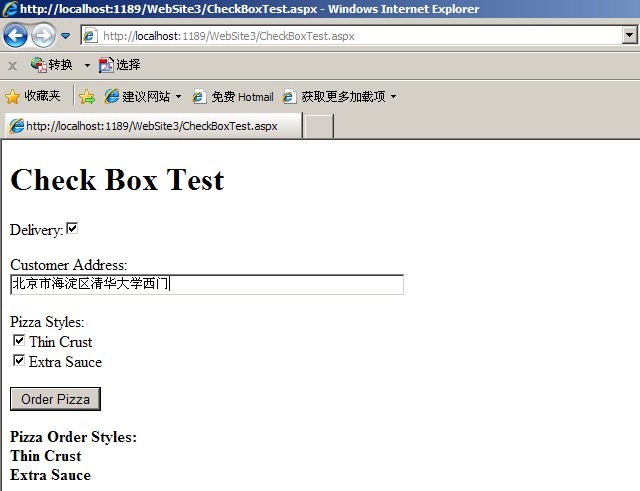 http://localhost:1189/WebSite3/CheckBoxTest.aspx - Windows Internet Explorer
http://localhost:1189/WebSite3/CheckBoxTest.aspx
转换 选择
收藏夹 建议网站 免费 Hotmail 获取更多加载项
http://localhost:1189/WebSite3/CheckBoxTest.aspx
Check Box Test
Delivery:
Customer Address:
北京市海淀区清华大学西门
Pizza Styles:
Thin Crust
Extra Sauce
Order Pizza
Pizza Order Styles:
Thin Crust
Extra Sauce